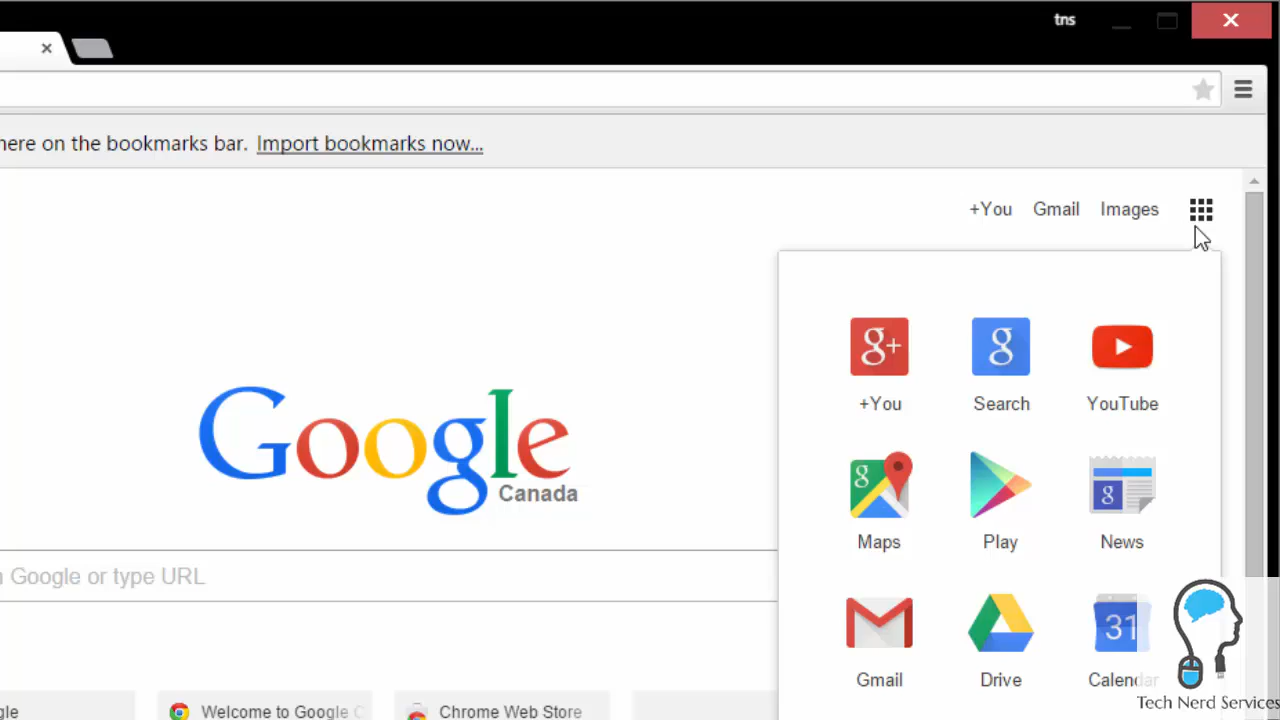 tns
here on the bookmarks bar. Import bookmarks now...
+You Gmail Images
g+ g
+You Search YouTube
Google
Canada
g g
Maps Play News
Google or type URL
31
Gmail Drive Calendar
Tech Nerd Services
gle Welcome to Google C Chrome Web Store